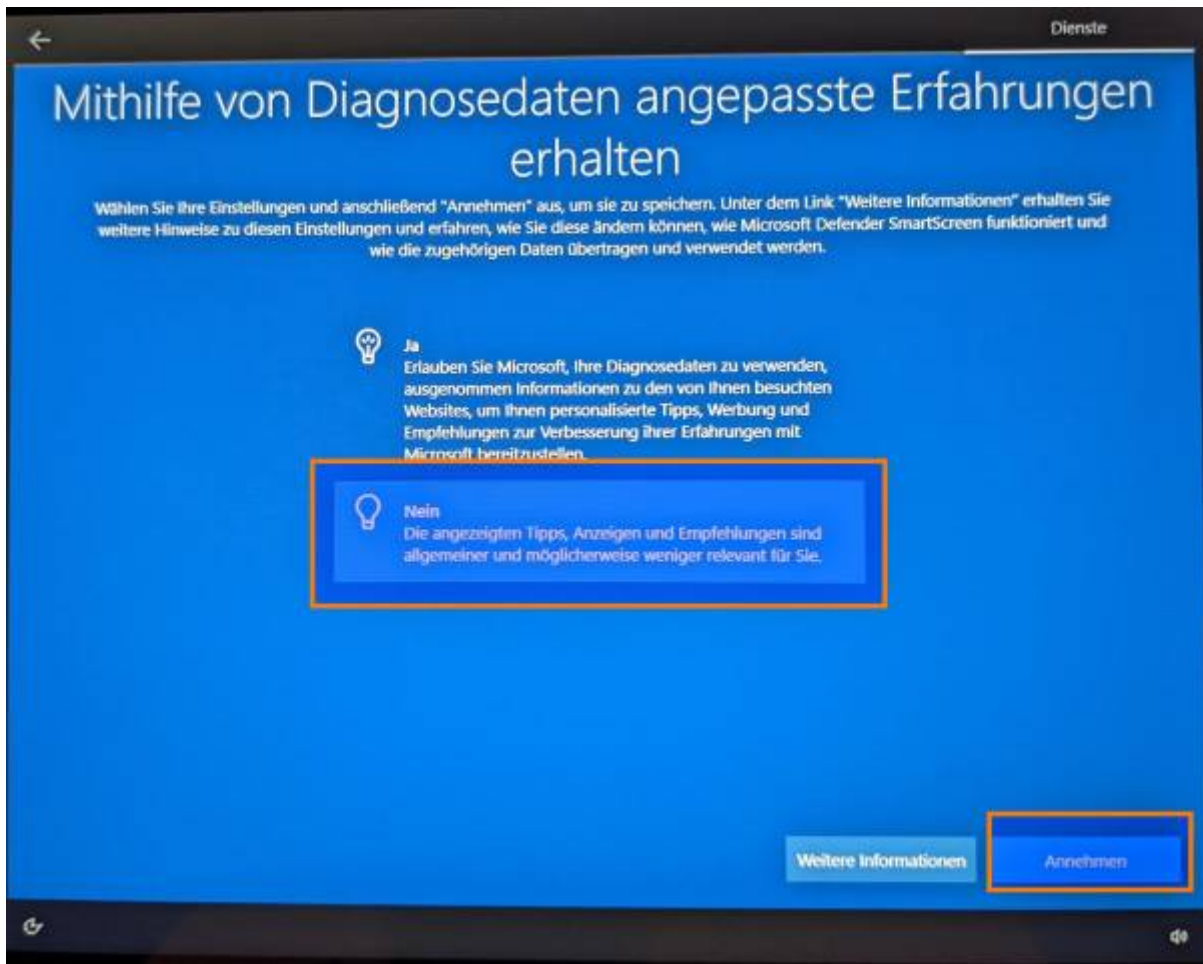 Dienste
Mithilfe von Diagnosedaten angepasste Erfahrungen
erhalten
Wählen Sie Ihre Einstellungen und anschließend "Annehmen" aus, um sie zu speichern. Unter dem Link "Weitere Informationen" erhalten Sie
weitere Hinweise zu diesen Einstellungen und erfahren, wie Sie diese ändern können, wie Microsoft Defender SmartScreen funktioniert und
wie die zugehörigen Daten übertragen und verwendet werden.
Ja
Erlauben Sie Microsoft, Ihre Diagnosedaten zu verwenden,
ausgenommen Informationen zu den von Ihnen besuchten
Websites, um Ihnen personalisierte Tipps, Werbung und
Empfehlungen zur Verbesserung ihrer Erfahrungen mit
Microsoft bereitzustellen.
Nein
Die angezeigten Tipps, Anzeigen und Empfehlungen sind
allgemeiner und möglicherweise weniger relevant für Sie.
Weitere Informationen
Annehmen